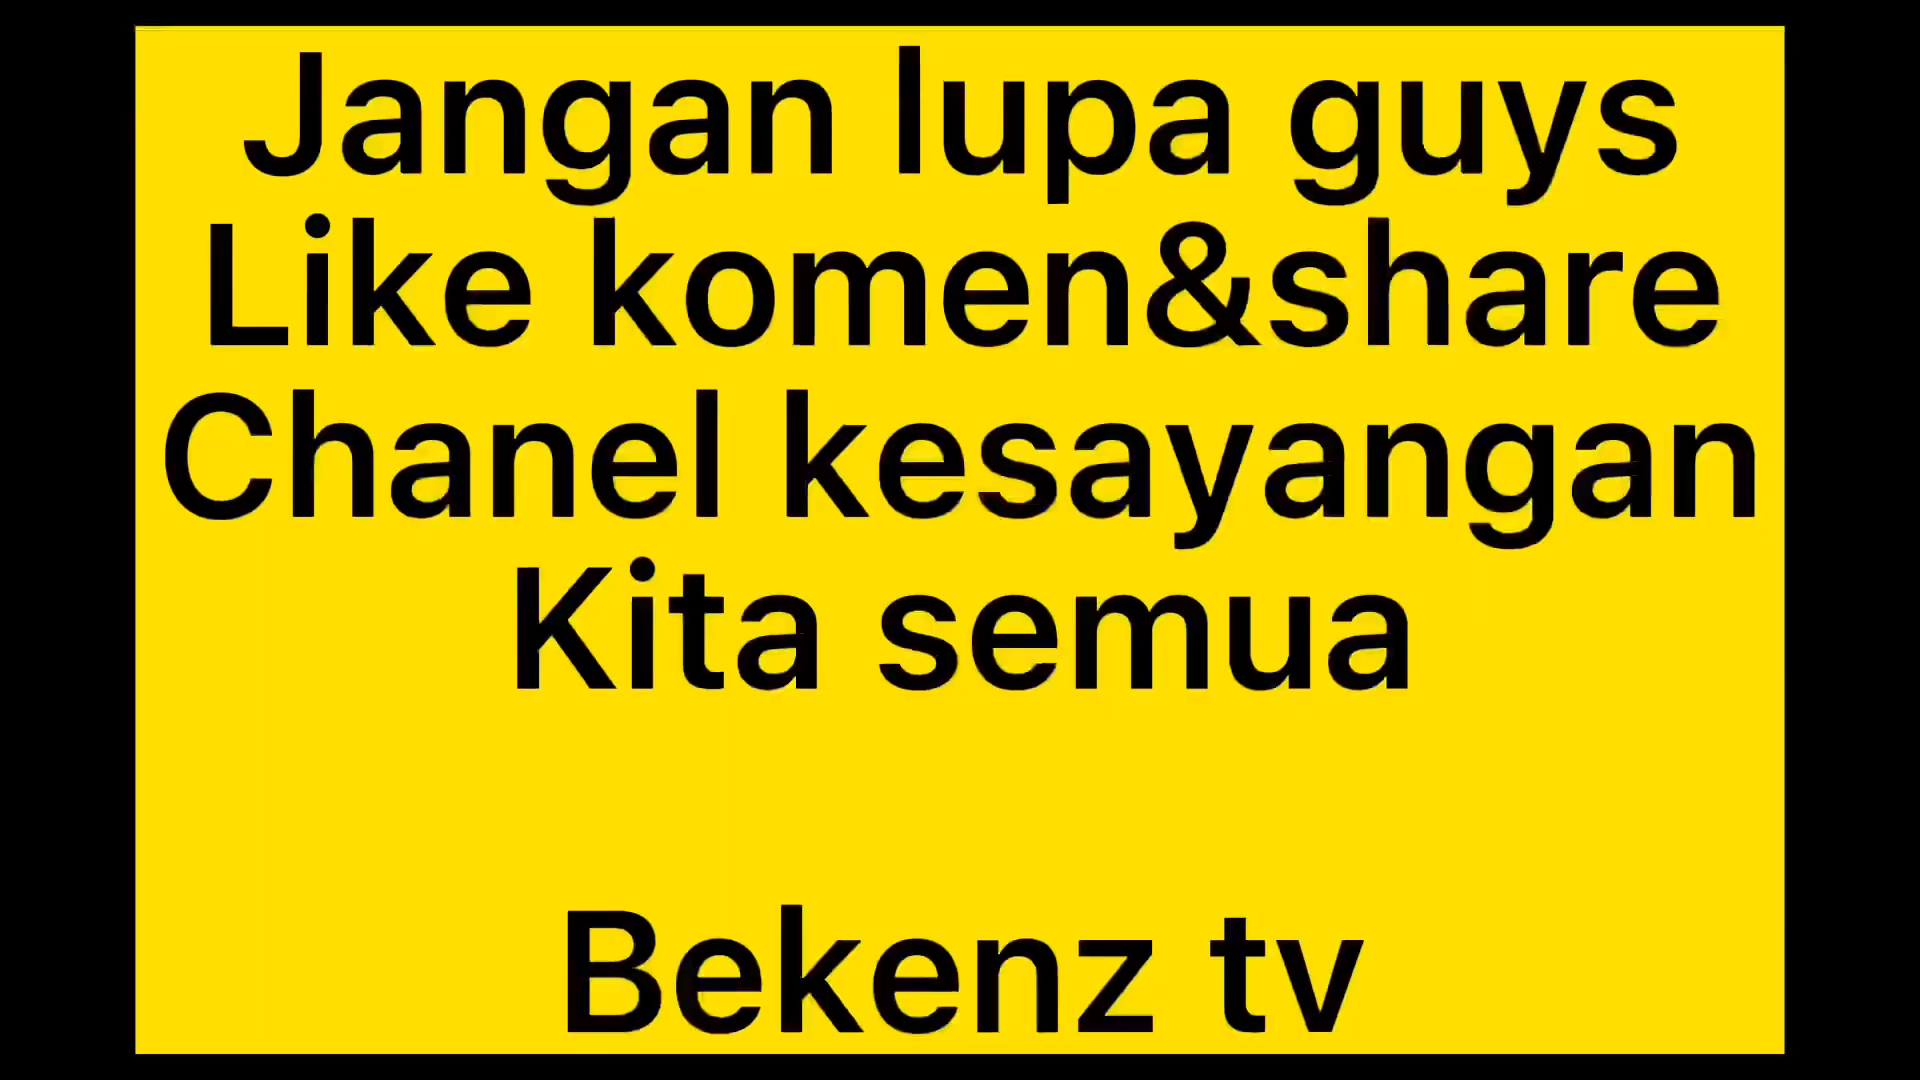 Jangan lupa guys
Like komen&share
Chanel kesayangan
Kita semua
Bekenz tv